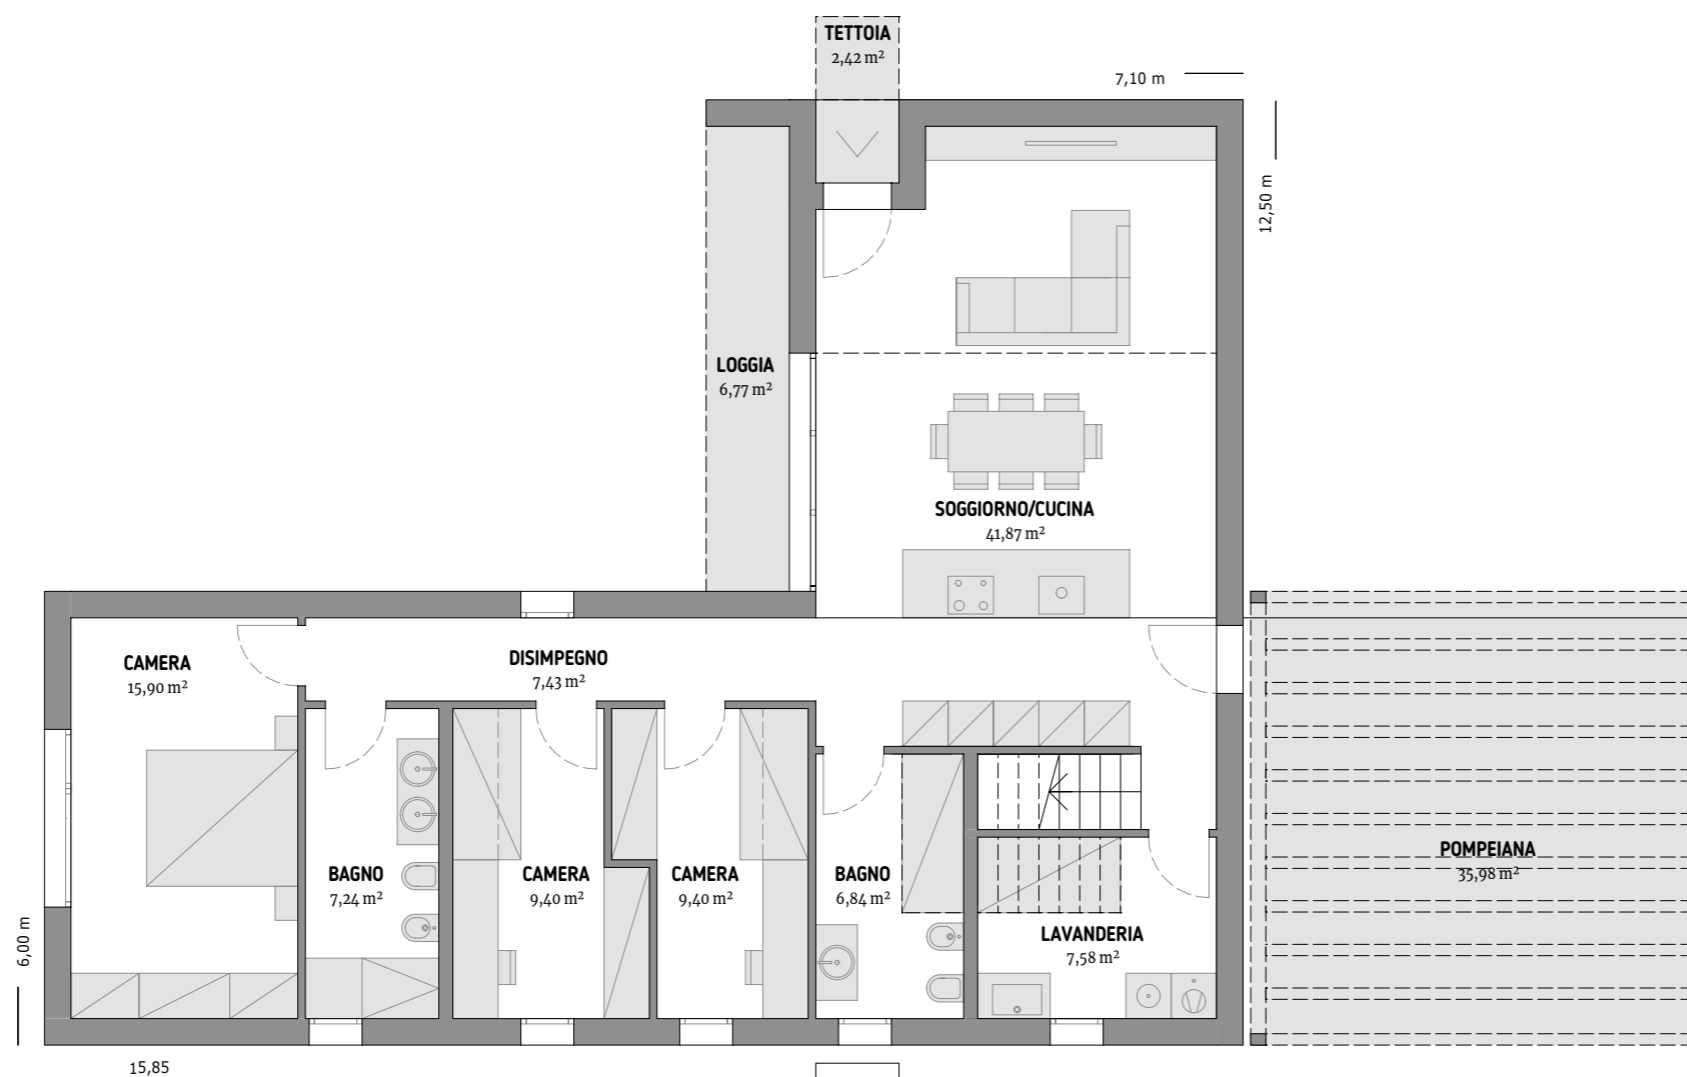 TETTOIA
2,42 m²
7,10 m
12,50 m
LOGGIA
6,77 m²
SOGGIORNO/CUCINA
41,87 m²
CAMERA
15,90 m²
DISIMPEGNO
7,43 m²
BAGNO
7,24 m²
CAMERA
9,40 m²
CAMERA
9,40 m²
BAGNO
6,84 m²
LAVANDERIA
7,58 m²
POMPEIANA
35,98 m²
6,00 m
15,85